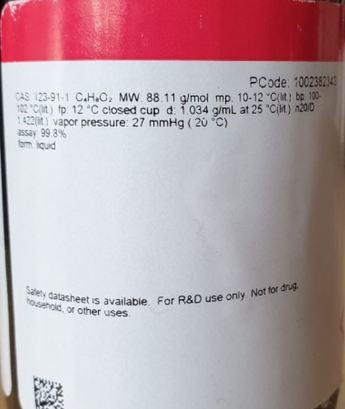 PCode: 1002382343
CAS: 123-91-1 C₄H₈O₂ MW: 88.11 g/mol mp: 10-12 °C(lit.) bp: 100-
102 °C(lit.) fp: 12 °C closed cup d: 1.034 g/mL at 25 °C(lit.) n20/D
1.422(lit.) vapor pressure: 27 mmHg ( 20 °C)
assay: 99.8%
form: liquid
Safety datasheet is available. For R&D use only. Not for drug,
household, or other uses.